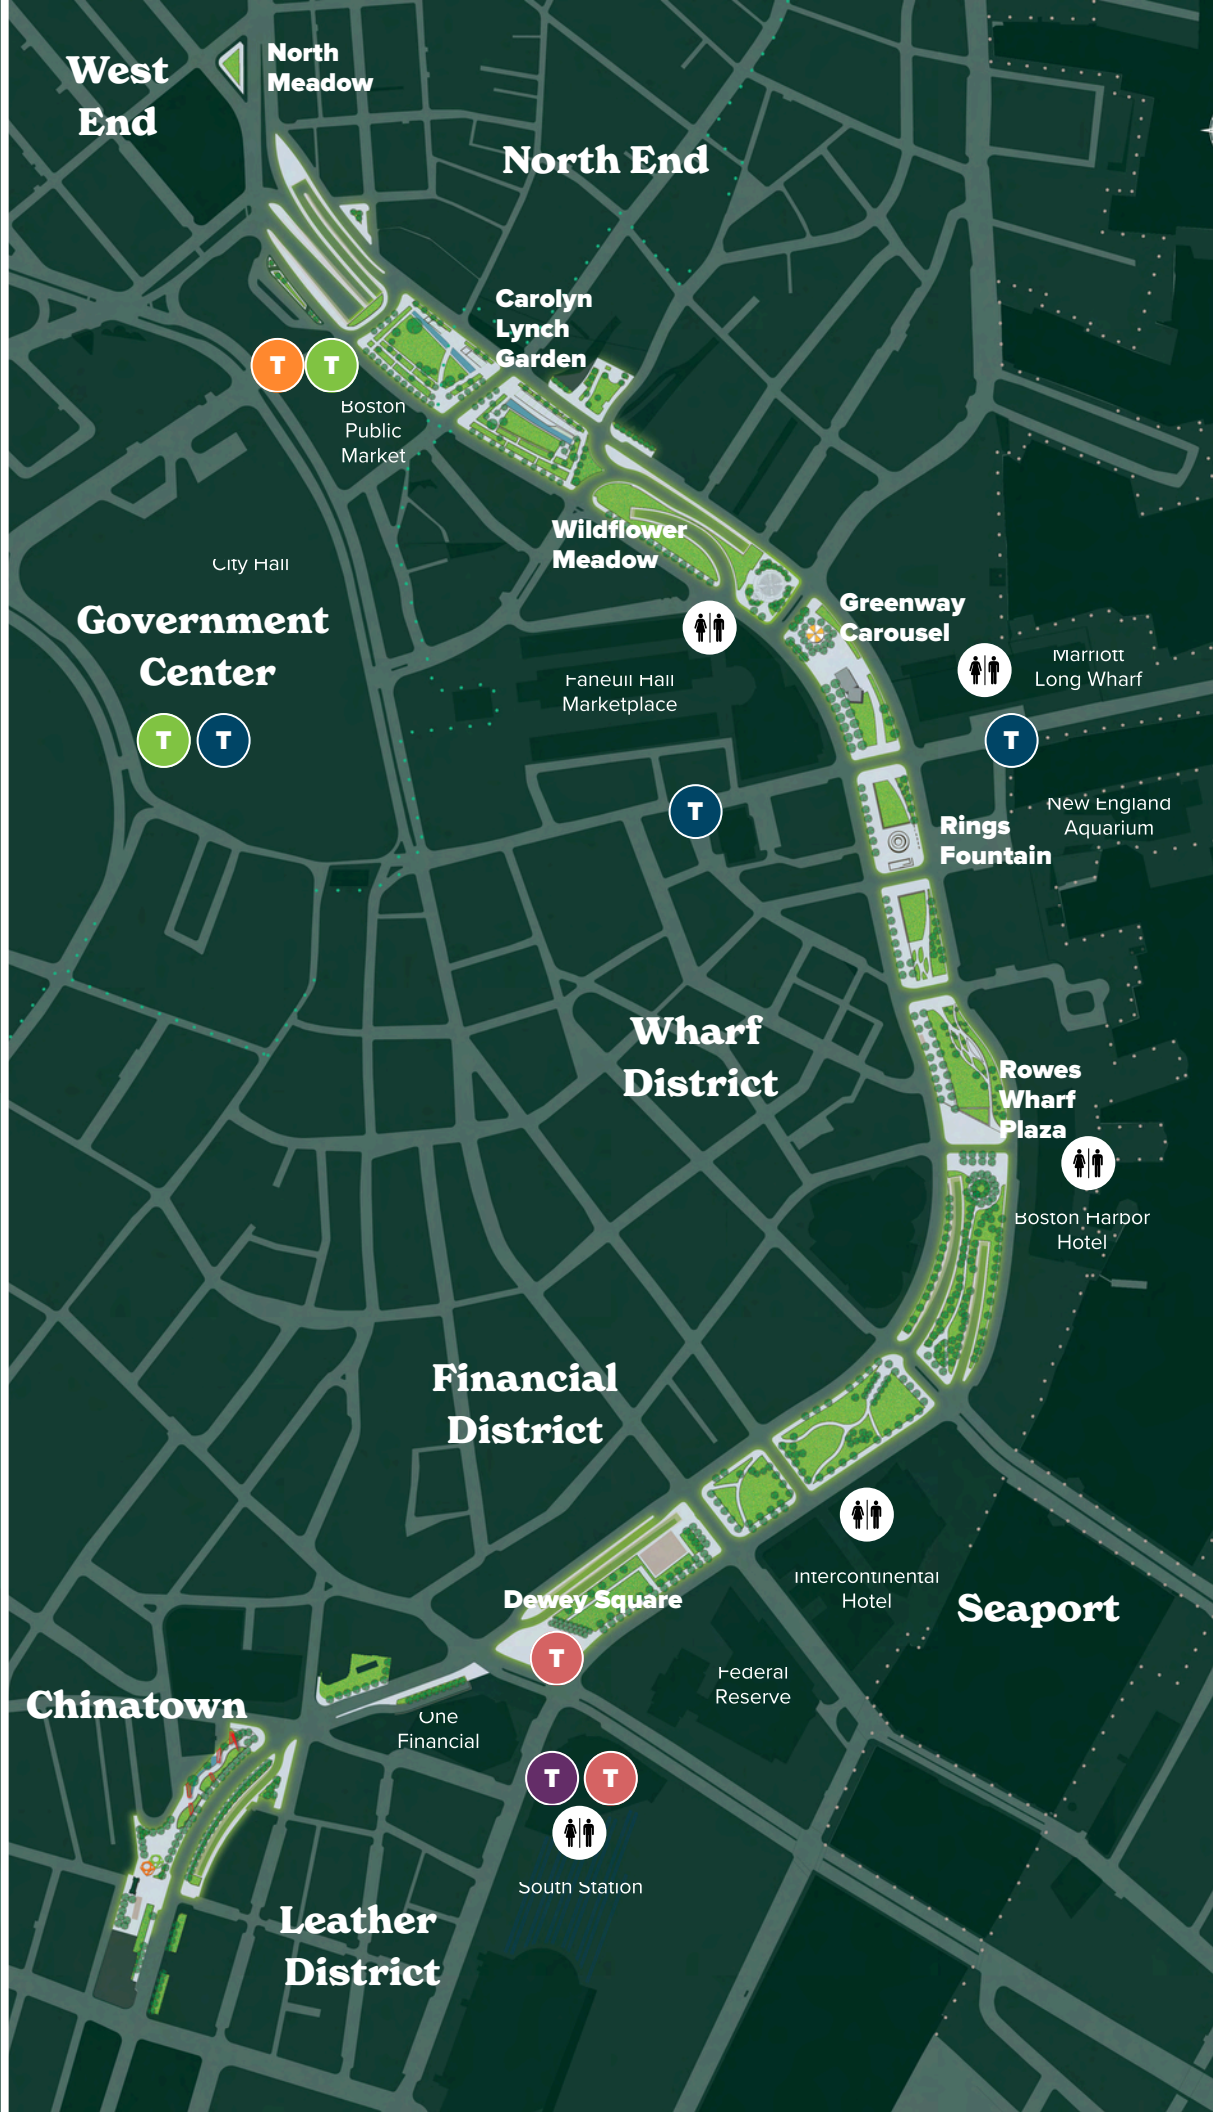 West
End
North
Meadow
North End
Carolyn
Lynch
Garden
T
T
Boston
Public
Market
Wildflower
Meadow
City Hall
Government
Center
T
T
Greenway
Carousel
Marriott
Long Wharf
T
Faneuil Hall
Marketplace
T
New England
Aquarium
Rings
Fountain
Wharf
District
Rowes
Wharf
Plaza
Boston Harbor
Hotel
Financial
District
Intercontinental
Hotel
Seaport
Dewey Square
T
Federal
Reserve
Chinatown
One
Financial
T
T
South Station
Leather
District